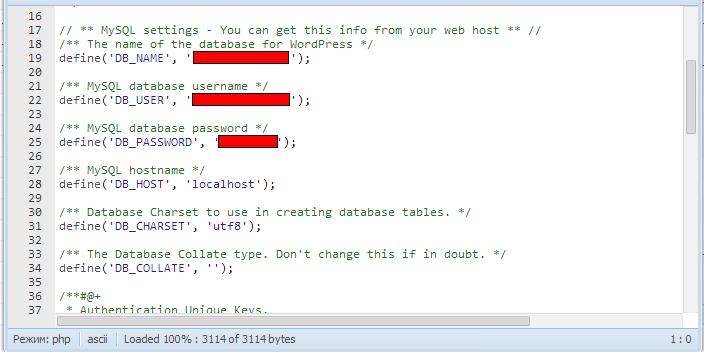 16
17 // ** MySQL settings - You can get this info from your web host ** //
18 /** The name of the database for WordPress */
19 define('DB_NAME', '');
20
21 /** MySQL database username */
22 define('DB_USER', '');
23
24 /** MySQL database password */
25 define('DB_PASSWORD', '');
26
27 /** MySQL hostname */
28 define('DB_HOST', 'localhost');
29
30 /** Database Charset to use in creating database tables. */
31 define('DB_CHARSET', 'utf8');
32
33 /** The Database Collate type. Don't change this if in doubt. */
34 define('DB_COLLATE', '');
35
36 /**#@+
37 * Authentication Unique Keys.
Режим: php ascii Loaded 100% : 3114 of 3114 bytes 1 : 0